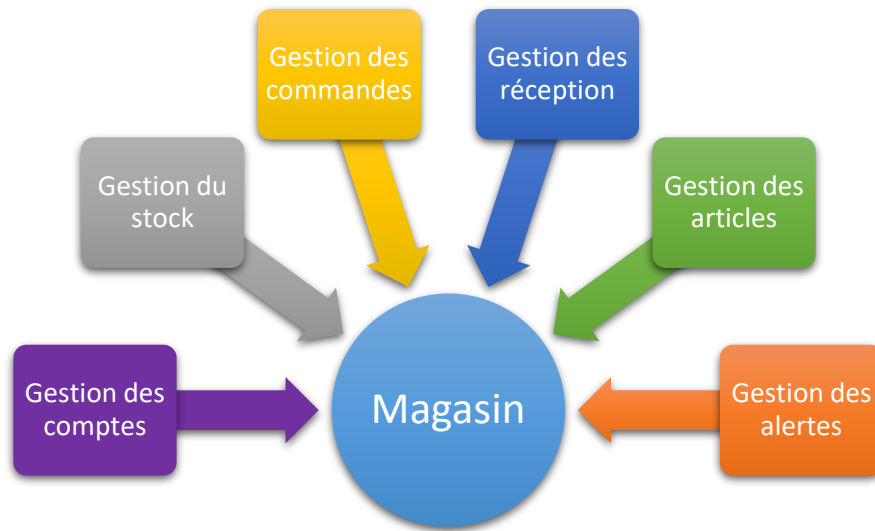 Gestion des
commandes
Gestion des
réception
Gestion du
stock
Gestion des
articles
Gestion des
comptes
Magasin
Gestion des
alertes